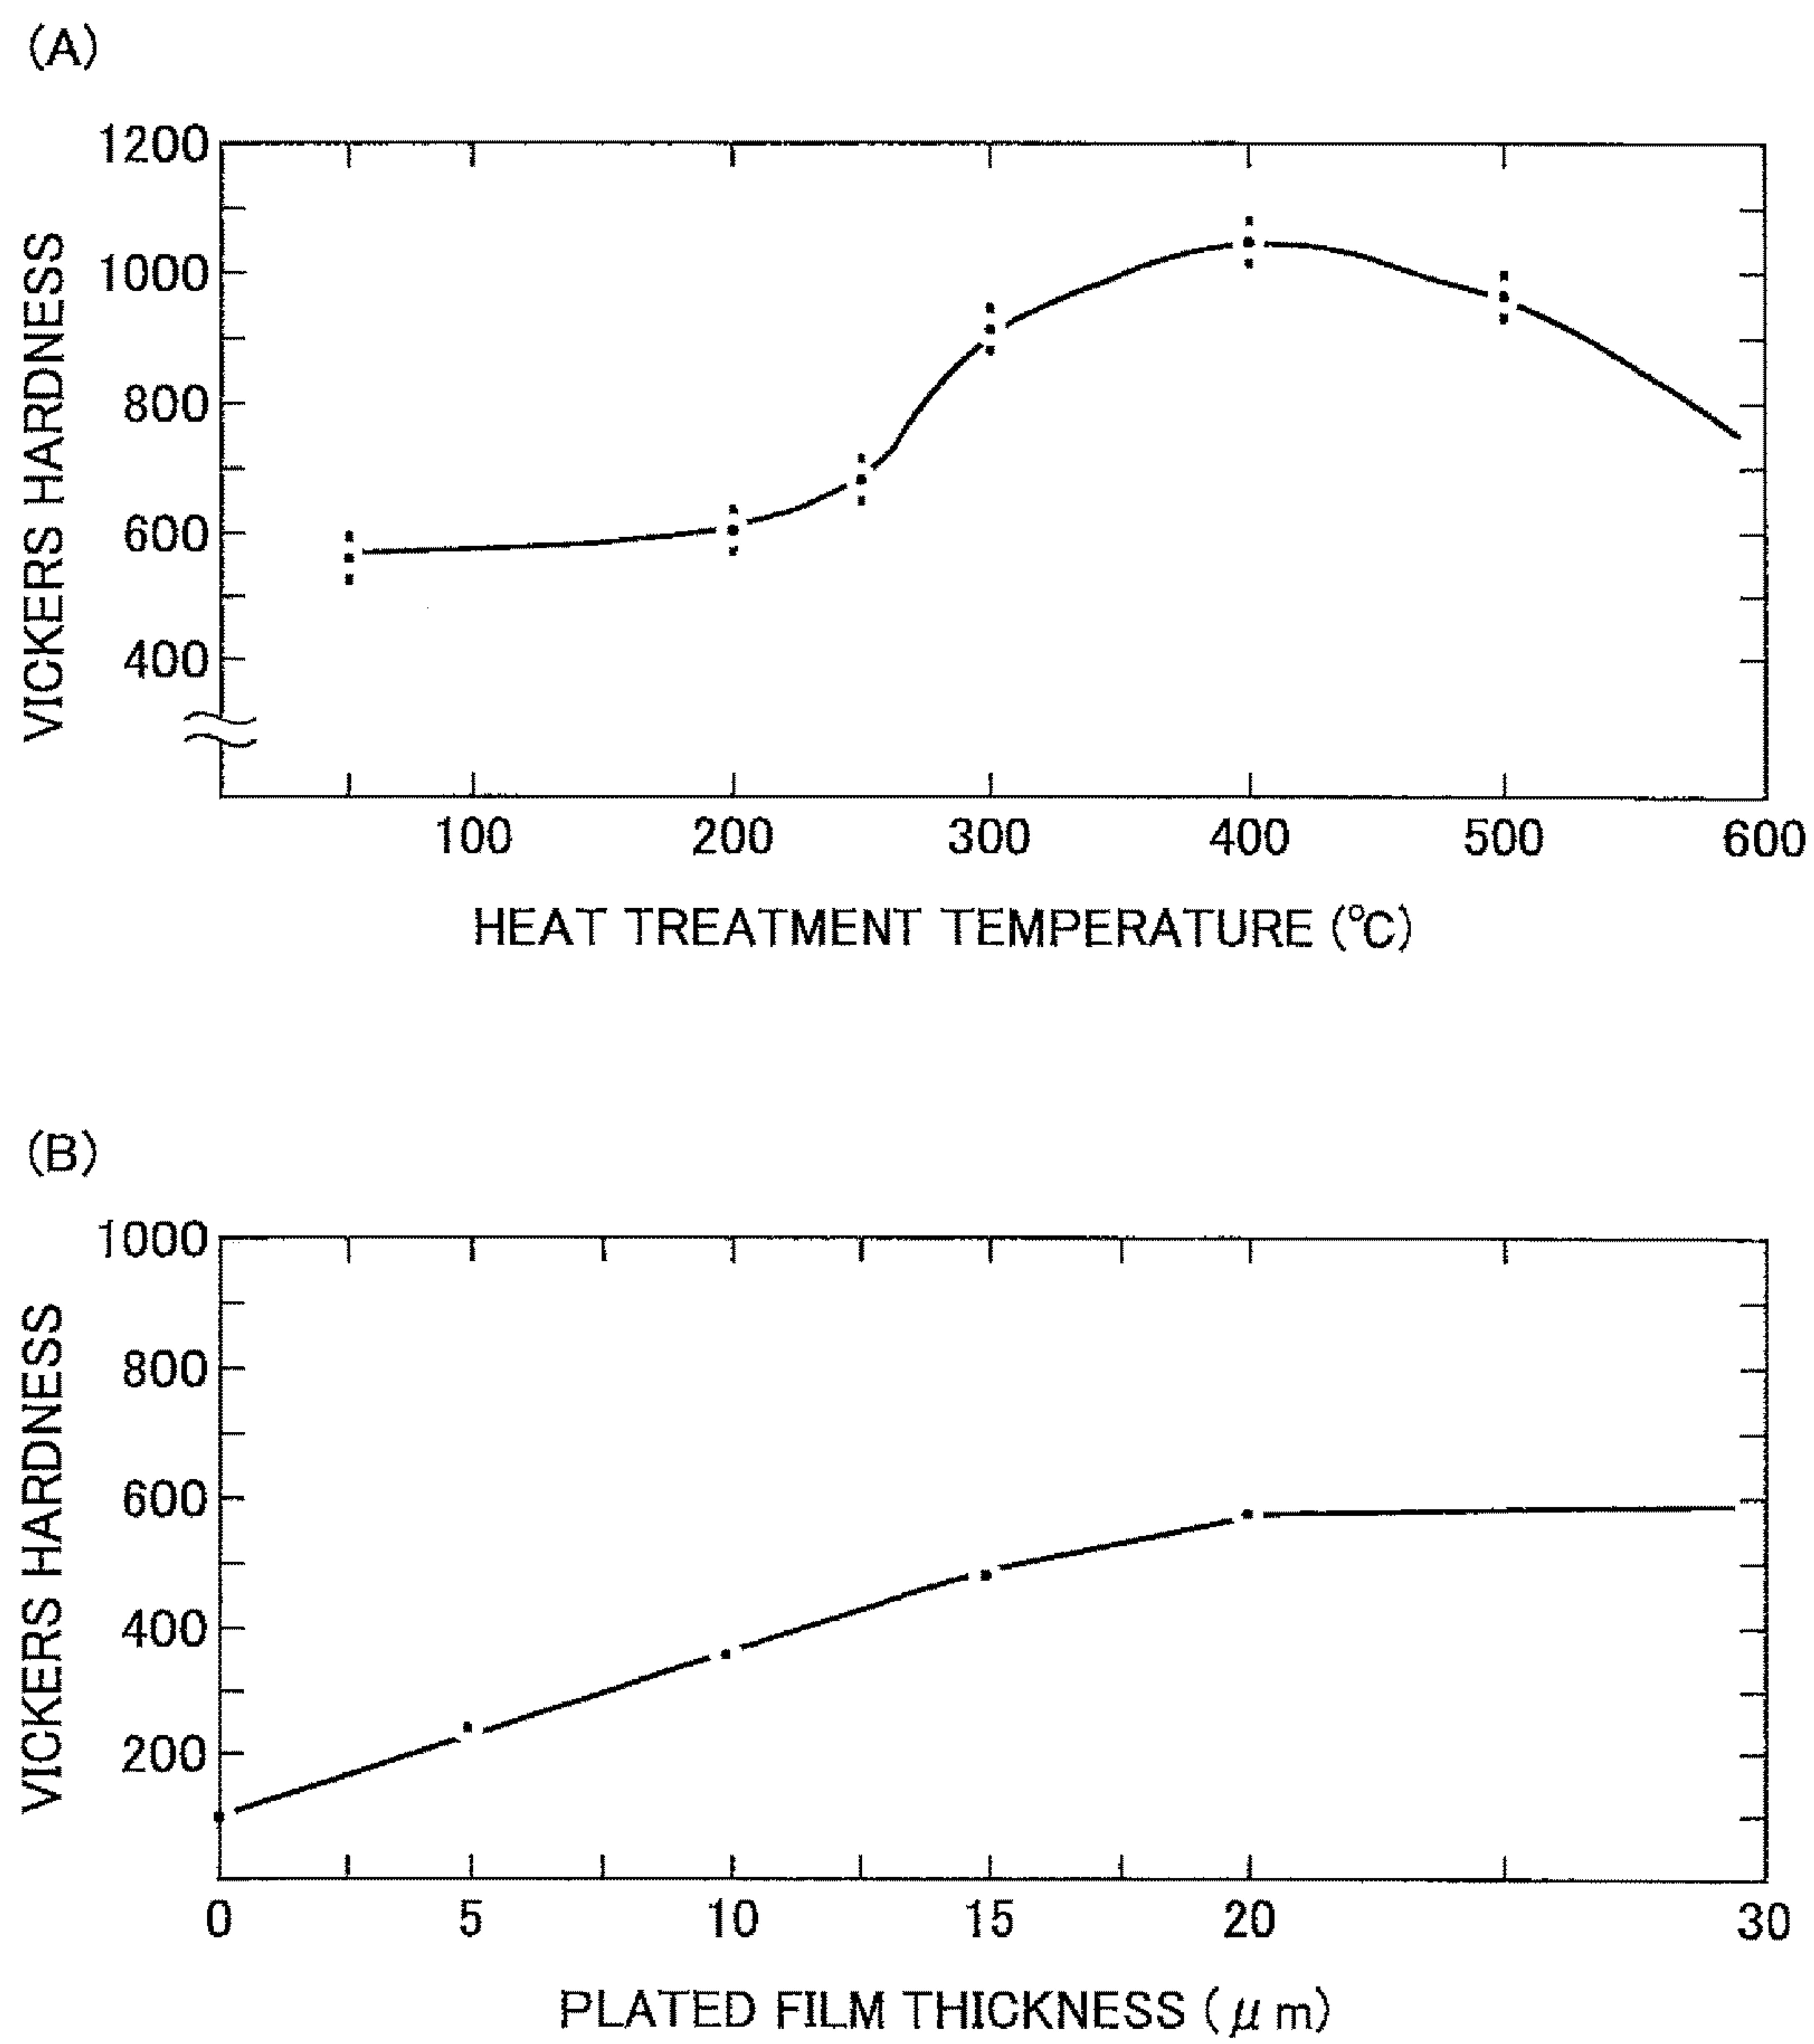 (A)
VICKERS HARDNESS
1200
1000
800
600
400
100 200 300 400 500 600
HEAT TREATMENT TEMPERATURE (℃)
(B)
VICKERS HARDNESS
1000
800
600
400
200
0 5 10 15 20 30
PLATED FILM THICKNESS (μm)